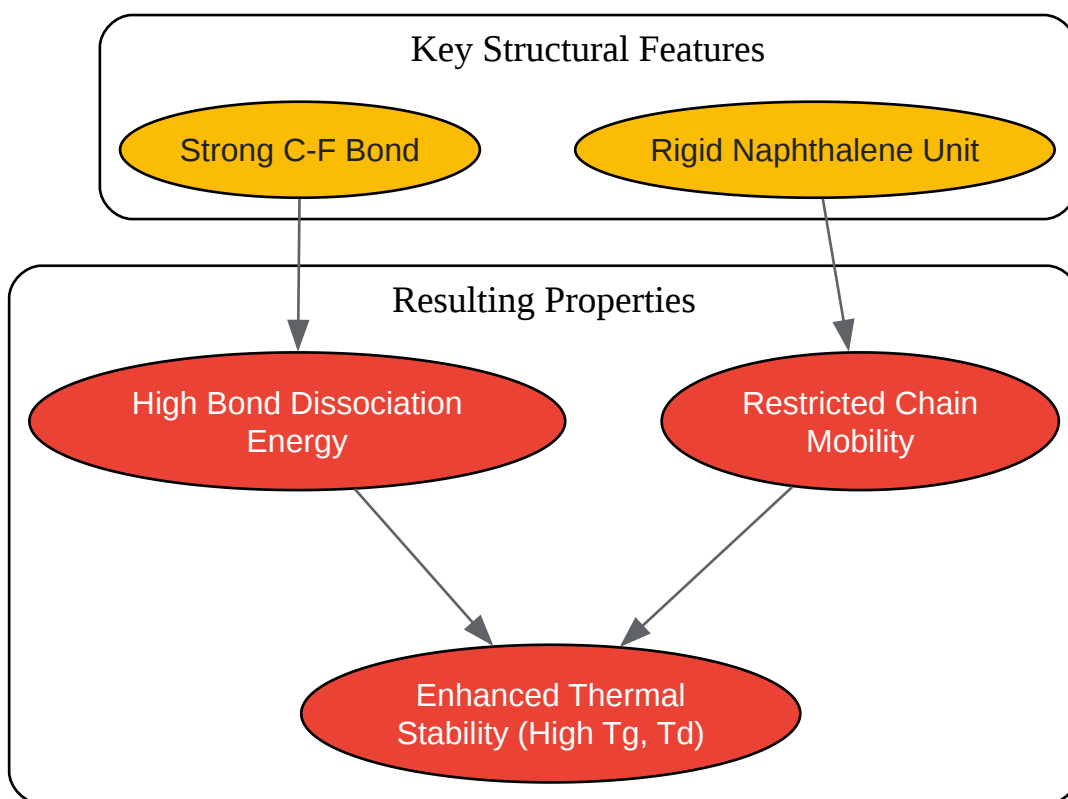 Key Structural Features
Strong C-F Bond
Rigid Naphthalene Unit
Resulting Properties
High Bond Dissociation
Energy
Restricted Chain
Mobility
Enhanced Thermal
Stability (High Tg, Td)